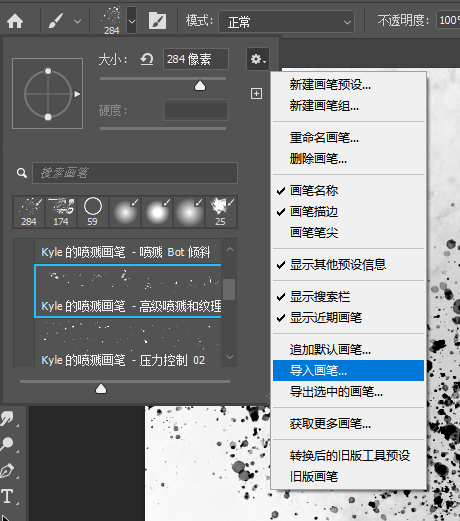 284
模式：
正常
不透明度：
100%
大小：
284 像素
硬度：
搜索画笔
284
174
59
25
Kyle 的喷溅画笔 - 喷溅 Bot 倾斜
Kyle 的喷溅画笔 - 高级喷溅和纹理
Kyle 的喷溅画笔 - 压力控制 02
新建画笔预设...
新建画笔组...
重命名画笔...
删除画笔...
画笔名称
画笔描边
画笔笔尖
显示其他预设信息
显示搜索栏
显示近期画笔
追加默认画笔...
导入画笔...
导出选中的画笔...
获取更多画笔...
转换后的旧版工具预设
旧版画笔
T